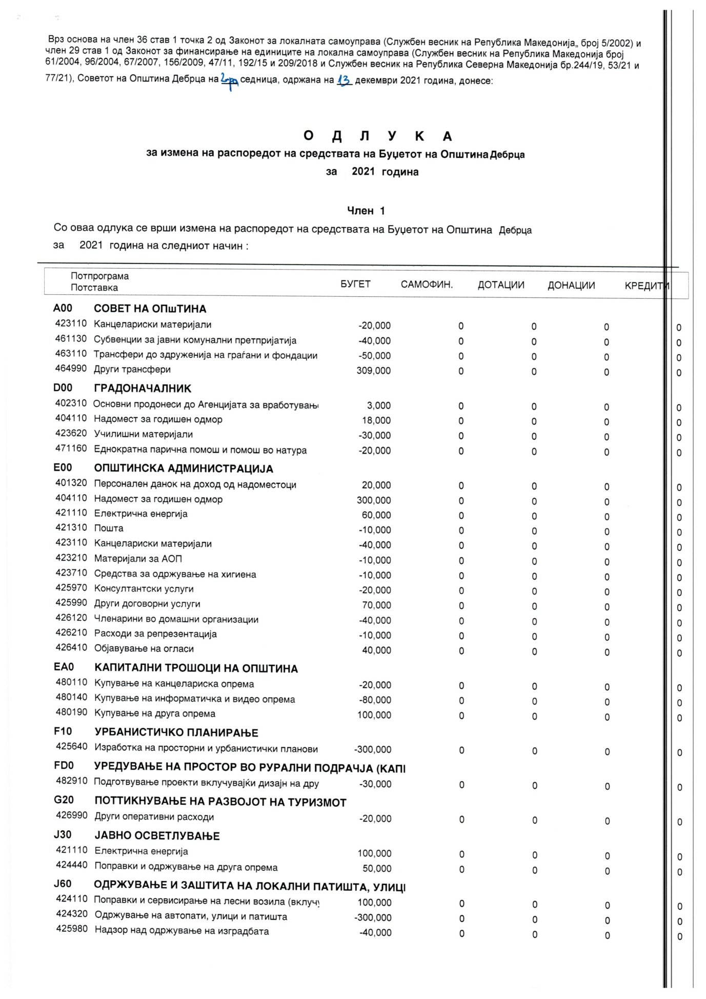 Врз основа на член 36 став 1 точка 2 од Законот за локалната самоуправа (Службен весник на Република Македонија„ број 5/2002) и
член 29 став 1 од Законот за финансирање на единиците на локална самоуправа (Службен весник на Република Македонија број
61/2004, 96/2004, 67/2007, 156/2009, 47/11, 192/15 и 209/2018 и Службен весник на Република Северна Македонија бр.244/19, 53/21 и
77/21), Советот на Општина Дебрца на 2-ра седница, одржана на 13 декември 2021 година, донесе:
О Д Л У К А
за измена на распоредот на средствата на Буџетот на Општина Дебрца
за 2021 година
Член 1
Со оваа одлука се врши измена на распоредот на средствата на Буџетот на Општина Дебрца
за 2021 година на следниот начин :
Потпрограма
Потставка БУГЕТ САМОФИН. ДОТАЦИИ ДОНАЦИИ КРЕДИТИ
A00 СОВЕТ НА ОПшТИНА
423110 Канцелариски материјали -20,000 0 0 0 0
461130 Субвенции за јавни комунални претпријатија -40,000 0 0 0 0
463110 Трансфери до здруженија на граѓани и фондации -50,000 0 0 0 0
464990 Други трансфери 309,000 0 0 0 0
D00 ГРАДОНАЧАЛНИК
402310 Основни продонеси до Агенцијата за вработувањ 3,000 0 0 0 0
404110 Надомест за годишен одмор 18,000 0 0 0 0
423620 Училишни материјали -30,000 0 0 0 0
471160 Еднократна парична помош и помош во натура -20,000 0 0 0 0
E00 ОПШТИНСКА АДМИНИСТРАЦИЈА
401320 Персонален данок на доход од надоместоци 20,000 0 0 0 0
404110 Надомест за годишен одмор 300,000 0 0 0 0
421110 Електрична енергија 60,000 0 0 0 0
421310 Пошта -10,000 0 0 0 0
423110 Канцелариски материјали -40,000 0 0 0 0
423210 Материјали за АОП -10,000 0 0 0 0
423710 Средства за одржување на хигиена -10,000 0 0 0 0
425970 Консултантски услуги -20,000 0 0 0 0
425990 Други договорни услуги 70,000 0 0 0 0
426120 Членарини во домашни организации -40,000 0 0 0 0
426210 Расходи за репрезентација -10,000 0 0 0 0
426410 Објавување на огласи 40,000 0 0 0 0
EA0 КАПИТАЛНИ ТРОШОЦИ НА ОПШТИНА
480110 Купување на канцелариска опрема -20,000 0 0 0 0
480140 Купување на информатичка и видео опрема -80,000 0 0 0 0
480190 Купување на друга опрема 100,000 0 0 0 0
F10 УРБАНИСТИЧКО ПЛАНИРАЊЕ
425640 Изработка на просторни и урбанистички планови -300,000 0 0 0 0
FD0 УРЕДУВАЊЕ НА ПРОСТОР ВО РУРАЛНИ ПОДРАЧЈА (КАПI
482910 Подготвување проекти вклучувајќи дизајн на дру -30,000 0 0 0 0
G20 ПОТТИКНУВАЊЕ НА РАЗВОЈОТ НА ТУРИЗМОТ
426990 Други оперативни расходи -20,000 0 0 0 0
J30 ЈАВНО ОСВЕТЛУВАЊЕ
421110 Електрична енергија 100,000 0 0 0 0
424440 Поправки и одржување на друга опрема 50,000 0 0 0 0
J60 ОДРЖУВАЊЕ И ЗАШТИТА НА ЛОКАЛНИ ПАТИШТА, УЛИЦI
424110 Поправки и сервисирање на лесни возила (вклучу 100,000 0 0 0 0
424320 Одржување на автопати, улици и патишта -300,000 0 0 0 0
425980 Надзор над одржување на изградбата -40,000 0 0 0 0